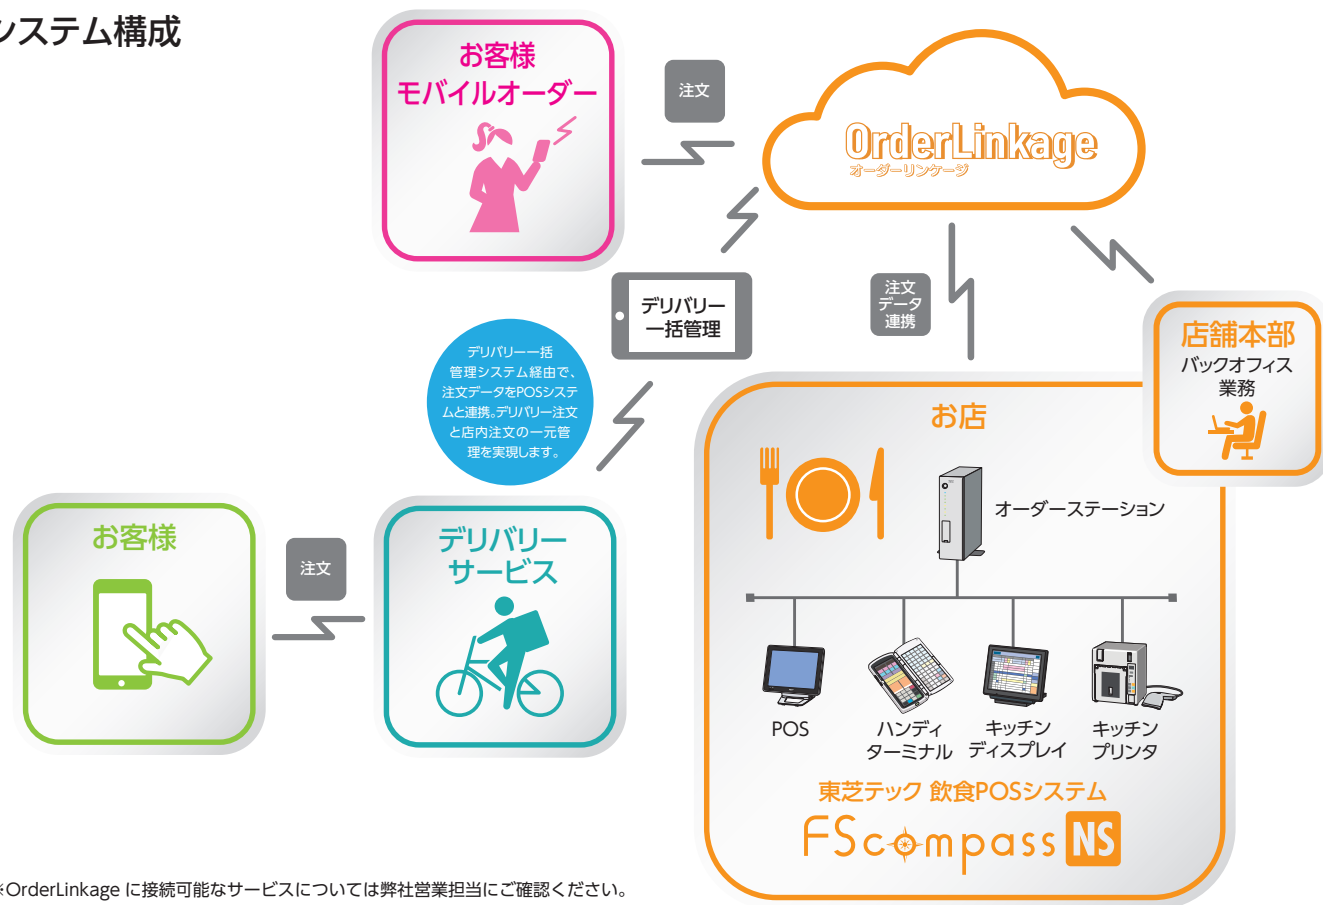 システム構成
お客様
モバイルオーダー
注文
OrderLinkage
オーダーリンケージ
デリバリー
一括管理
注文
データ
連携
店舗本部
バックオフィス
業務
デリバリー一括
管理システム経由で、
注文データをPOSシステ
ムと連携。デリバリー注文
と店内注文の一元管
理を実現します。
お店
オーダーステーション
お客様
注文
デリバリー
サービス
POS
ハンディ
ターミナル
キッチン
ディスプレイ
キッチン
プリンタ
東芝テック 飲食POSシステム
FScompass NS
※OrderLinkage に接続可能なサービスについては弊社営業担当にご確認ください。